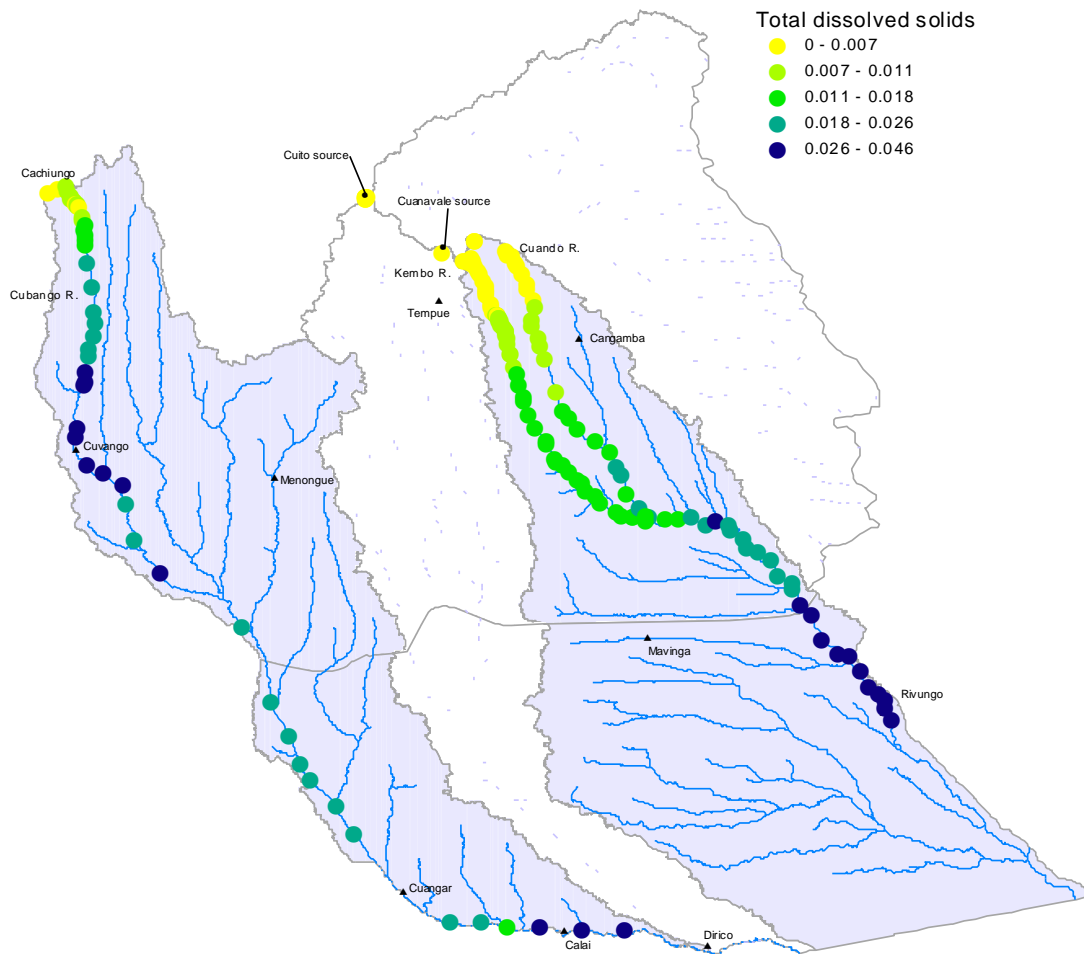 Total dissolved solids
0 - 0.007
0.007 - 0.011
0.011 - 0.018
0.018 - 0.026
0.026 - 0.046
Cuito source
Cachiungo
Cuanavale source
Cuando R.
Kembo R.
Cubango R.
Tempue
Cangamba
Cuvango
Menongue
Mavinga
Rivungo
Cuangar
Calai
Dirico